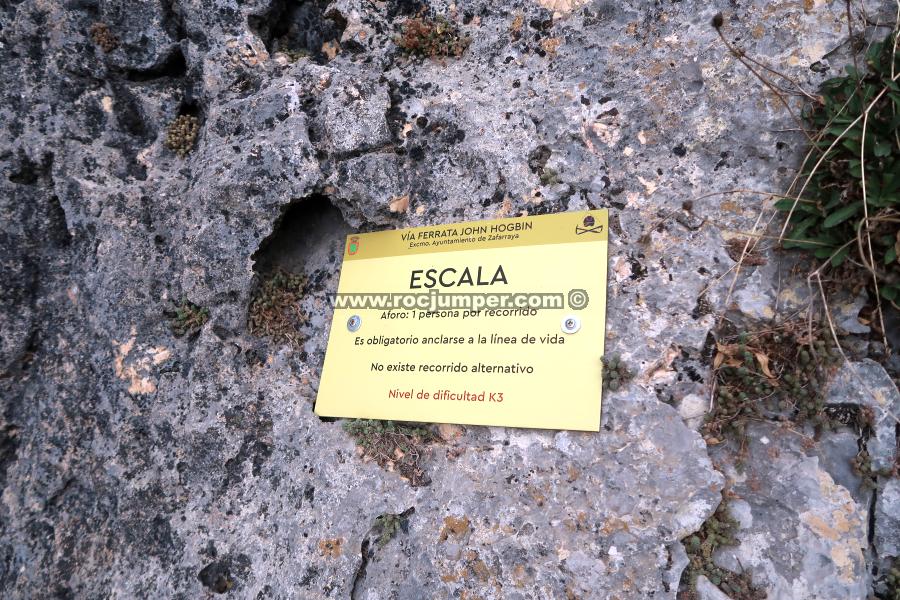 VÍA FERRATA JOHN HOGBIN
Excmo. Ayuntamiento de Zafarraya
ESCALA
www.rocjumper.com ©
Aforo: 1 persona por recorrido
Es obligatorio anclarse a la línea de vida
No existe recorrido alternativo
Nivel de dificultad K3